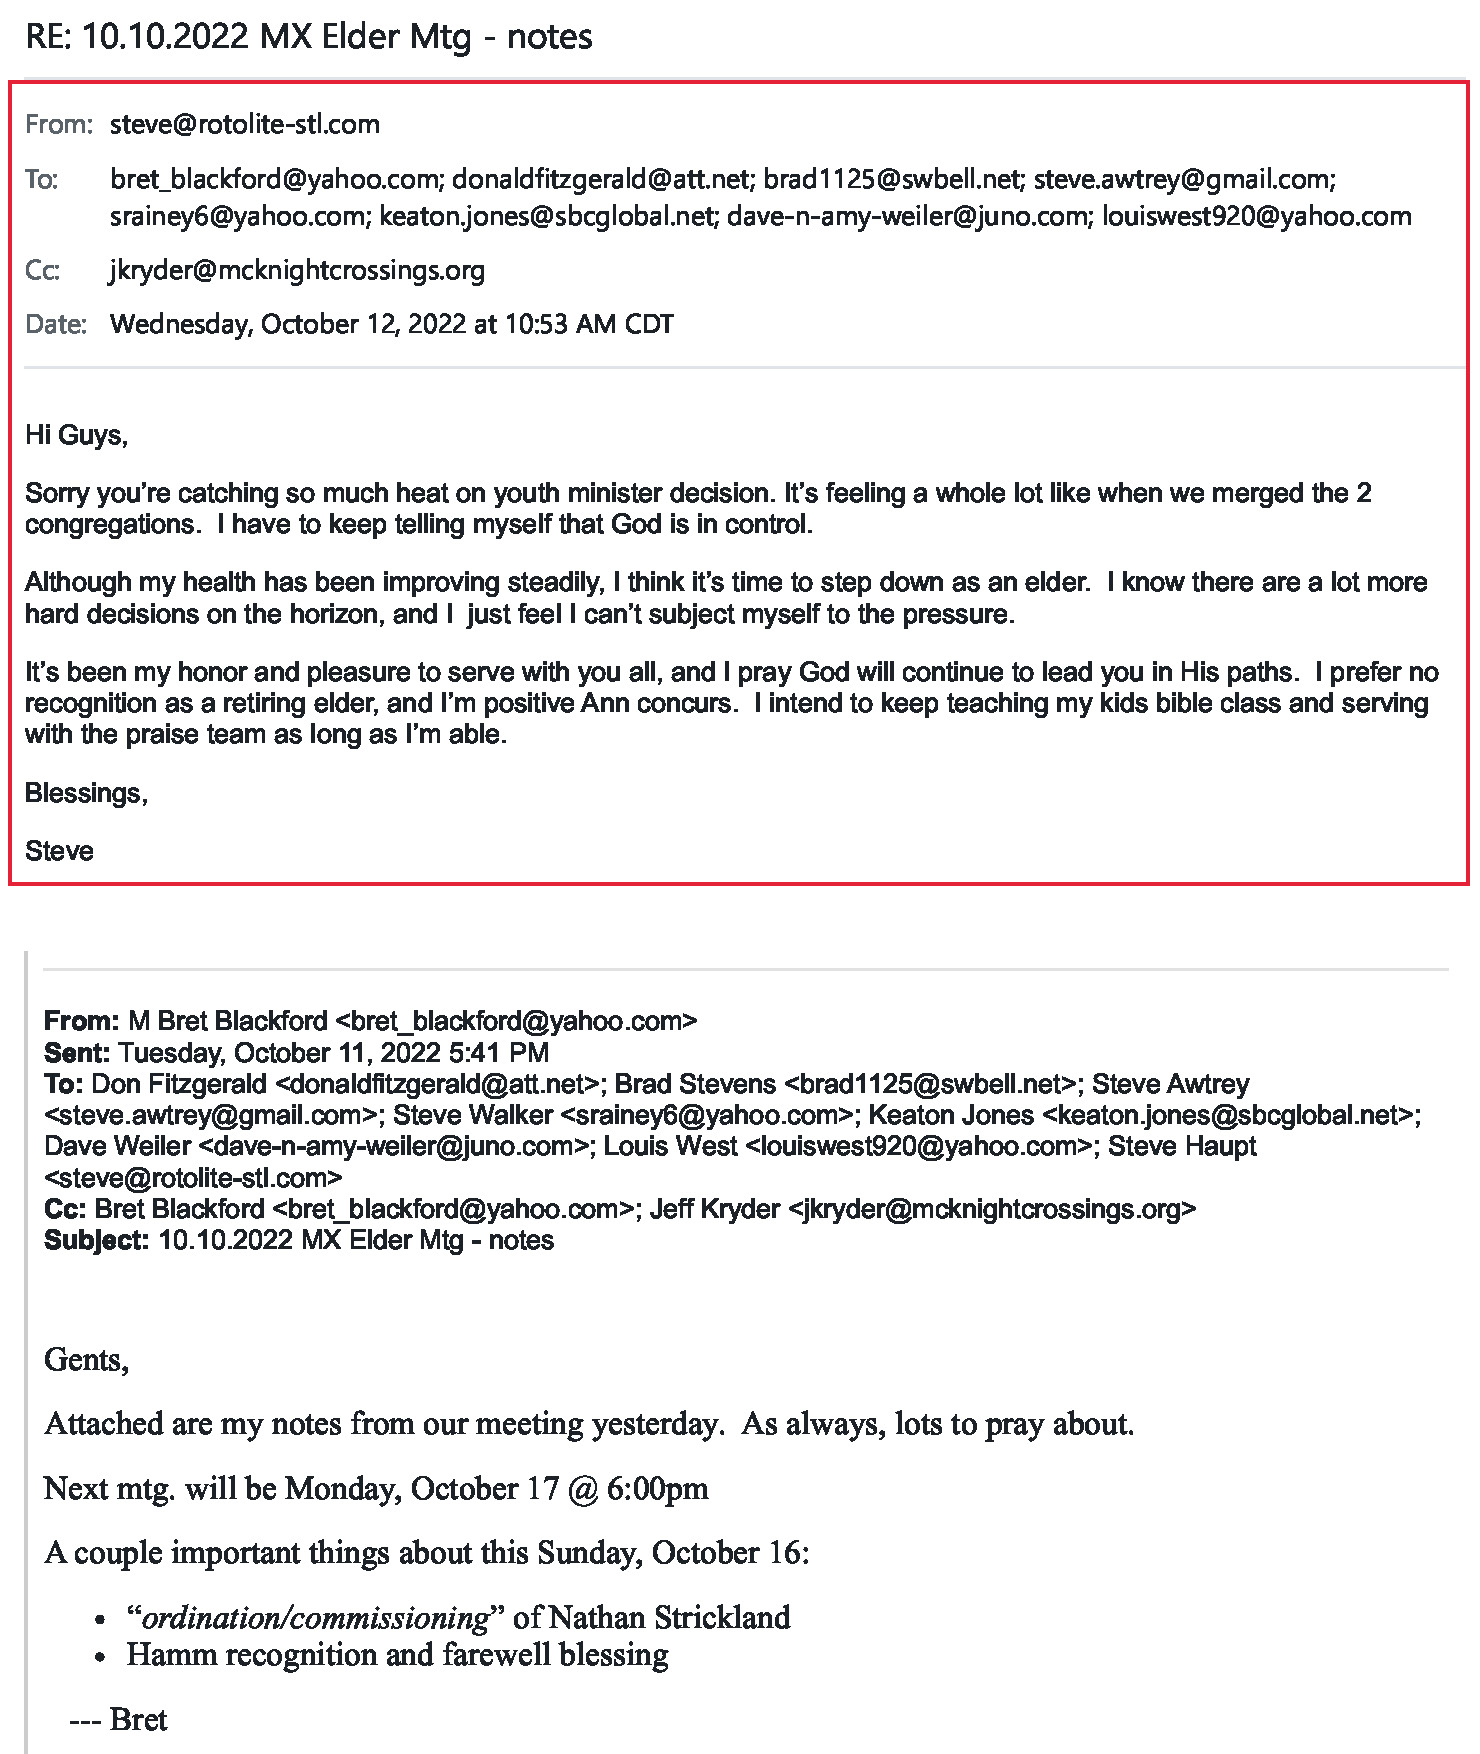 RE: 10.10.2022 MX Elder Mtg - notes
From: steve@rotolite-stl.com
To: bret_blackford@yahoo.com; donaldfitzgerald@att.net; brad1125@swbell.net; steve.awtrey@gmail.com;
srainey6@yahoo.com; keaton.jones@sbcglobal.net; dave-n-amy-weiler@juno.com; louiswest920@yahoo.com
Cc: jkryder@mcknightcrossings.org
Date: Wednesday, October 12, 2022 at 10:53 AM CDT
Hi Guys,
Sorry you’re catching so much heat on youth minister decision. It’s feeling a whole lot like when we merged the 2
congregations.  I have to keep telling myself that God is in control.
Although my health has been improving steadily, I think it’s time to step down as an elder.  I know there are a lot more
hard decisions on the horizon, and I  just feel I can’t subject myself to the pressure.
It’s been my honor and pleasure to serve with you all, and I pray God will continue to lead you in His paths.  I prefer no
recognition as a retiring elder, and I’m positive Ann concurs.  I intend to keep teaching my kids bible class and serving
with the praise team as long as I’m able.
Blessings,
Steve
From: M Bret Blackford <bret_blackford@yahoo.com>
Sent: Tuesday, October 11, 2022 5:41 PM
To: Don Fitzgerald <donaldfitzgerald@att.net>; Brad Stevens <brad1125@swbell.net>; Steve Awtrey
<steve.awtrey@gmail.com>; Steve Walker <srainey6@yahoo.com>; Keaton Jones <keaton.jones@sbcglobal.net>;
Dave Weiler <dave-n-amy-weiler@juno.com>; Louis West <louiswest920@yahoo.com>; Steve Haupt
<steve@rotolite-stl.com>
Cc: Bret Blackford <bret_blackford@yahoo.com>; Jeff Kryder <jkryder@mcknightcrossings.org>
Subject: 10.10.2022 MX Elder Mtg - notes
Gents,
Attached are my notes from our meeting yesterday.  As always, lots to pray about.
Next mtg. will be Monday, October 17 @ 6:00pm
A couple important things about this Sunday, October 16:
• “ordination/commissioning” of Nathan Strickland
• Hamm recognition and farewell blessing
--- Bret